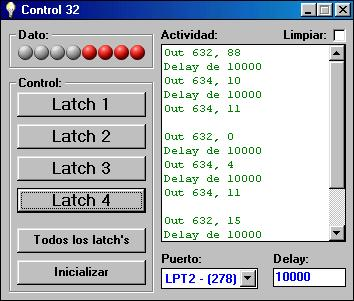 Control 32
Dato:
Control:
Latch 1
Latch 2
Latch 3
Latch 4
Todos los latch's
Inicializar
Actividad:
Limpiar:
Out 632, 88
Delay de 10000
Out 634, 10
Delay de 10000
Out 634, 11
Out 632, 0
Delay de 10000
Out 634, 4
Delay de 10000
Out 634, 11
Out 632, 15
Delay de 10000
Puerto:
LPT2 - (278)
Delay:
10000